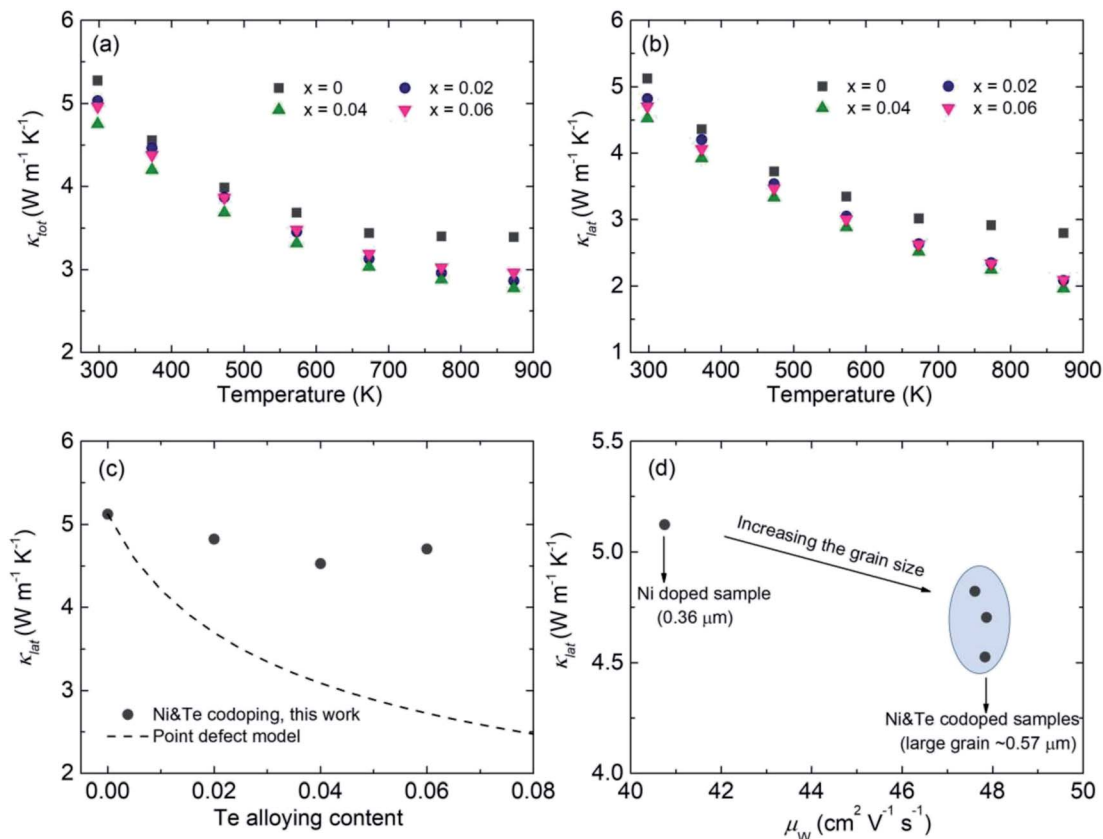 (a)
x = 0
x = 0.02
x = 0.04
x = 0.06
κtot (W m⁻¹ K⁻¹)
6
5
4
3
2
300 400 500 600 700 800 900
Temperature (K)
(b)
x = 0
x = 0.02
x = 0.04
x = 0.06
κlat (W m⁻¹ K⁻¹)
6
5
4
3
2
1
300 400 500 600 700 800 900
Temperature (K)
(c)
κlat (W m⁻¹ K⁻¹)
6
5
4
3
2
Ni&Te codoping, this work
Point defect model
0.00 0.02 0.04 0.06 0.08
Te alloying content
(d)
κlat (W m⁻¹ K⁻¹)
5.5
5.0
4.5
4.0
Increasing the grain size
Ni doped sample
(0.36 μm)
Ni&Te codoped samples
(large grain ~0.57 μm)
40 42 44 46 48 50
μW (cm² V⁻¹ s⁻¹)